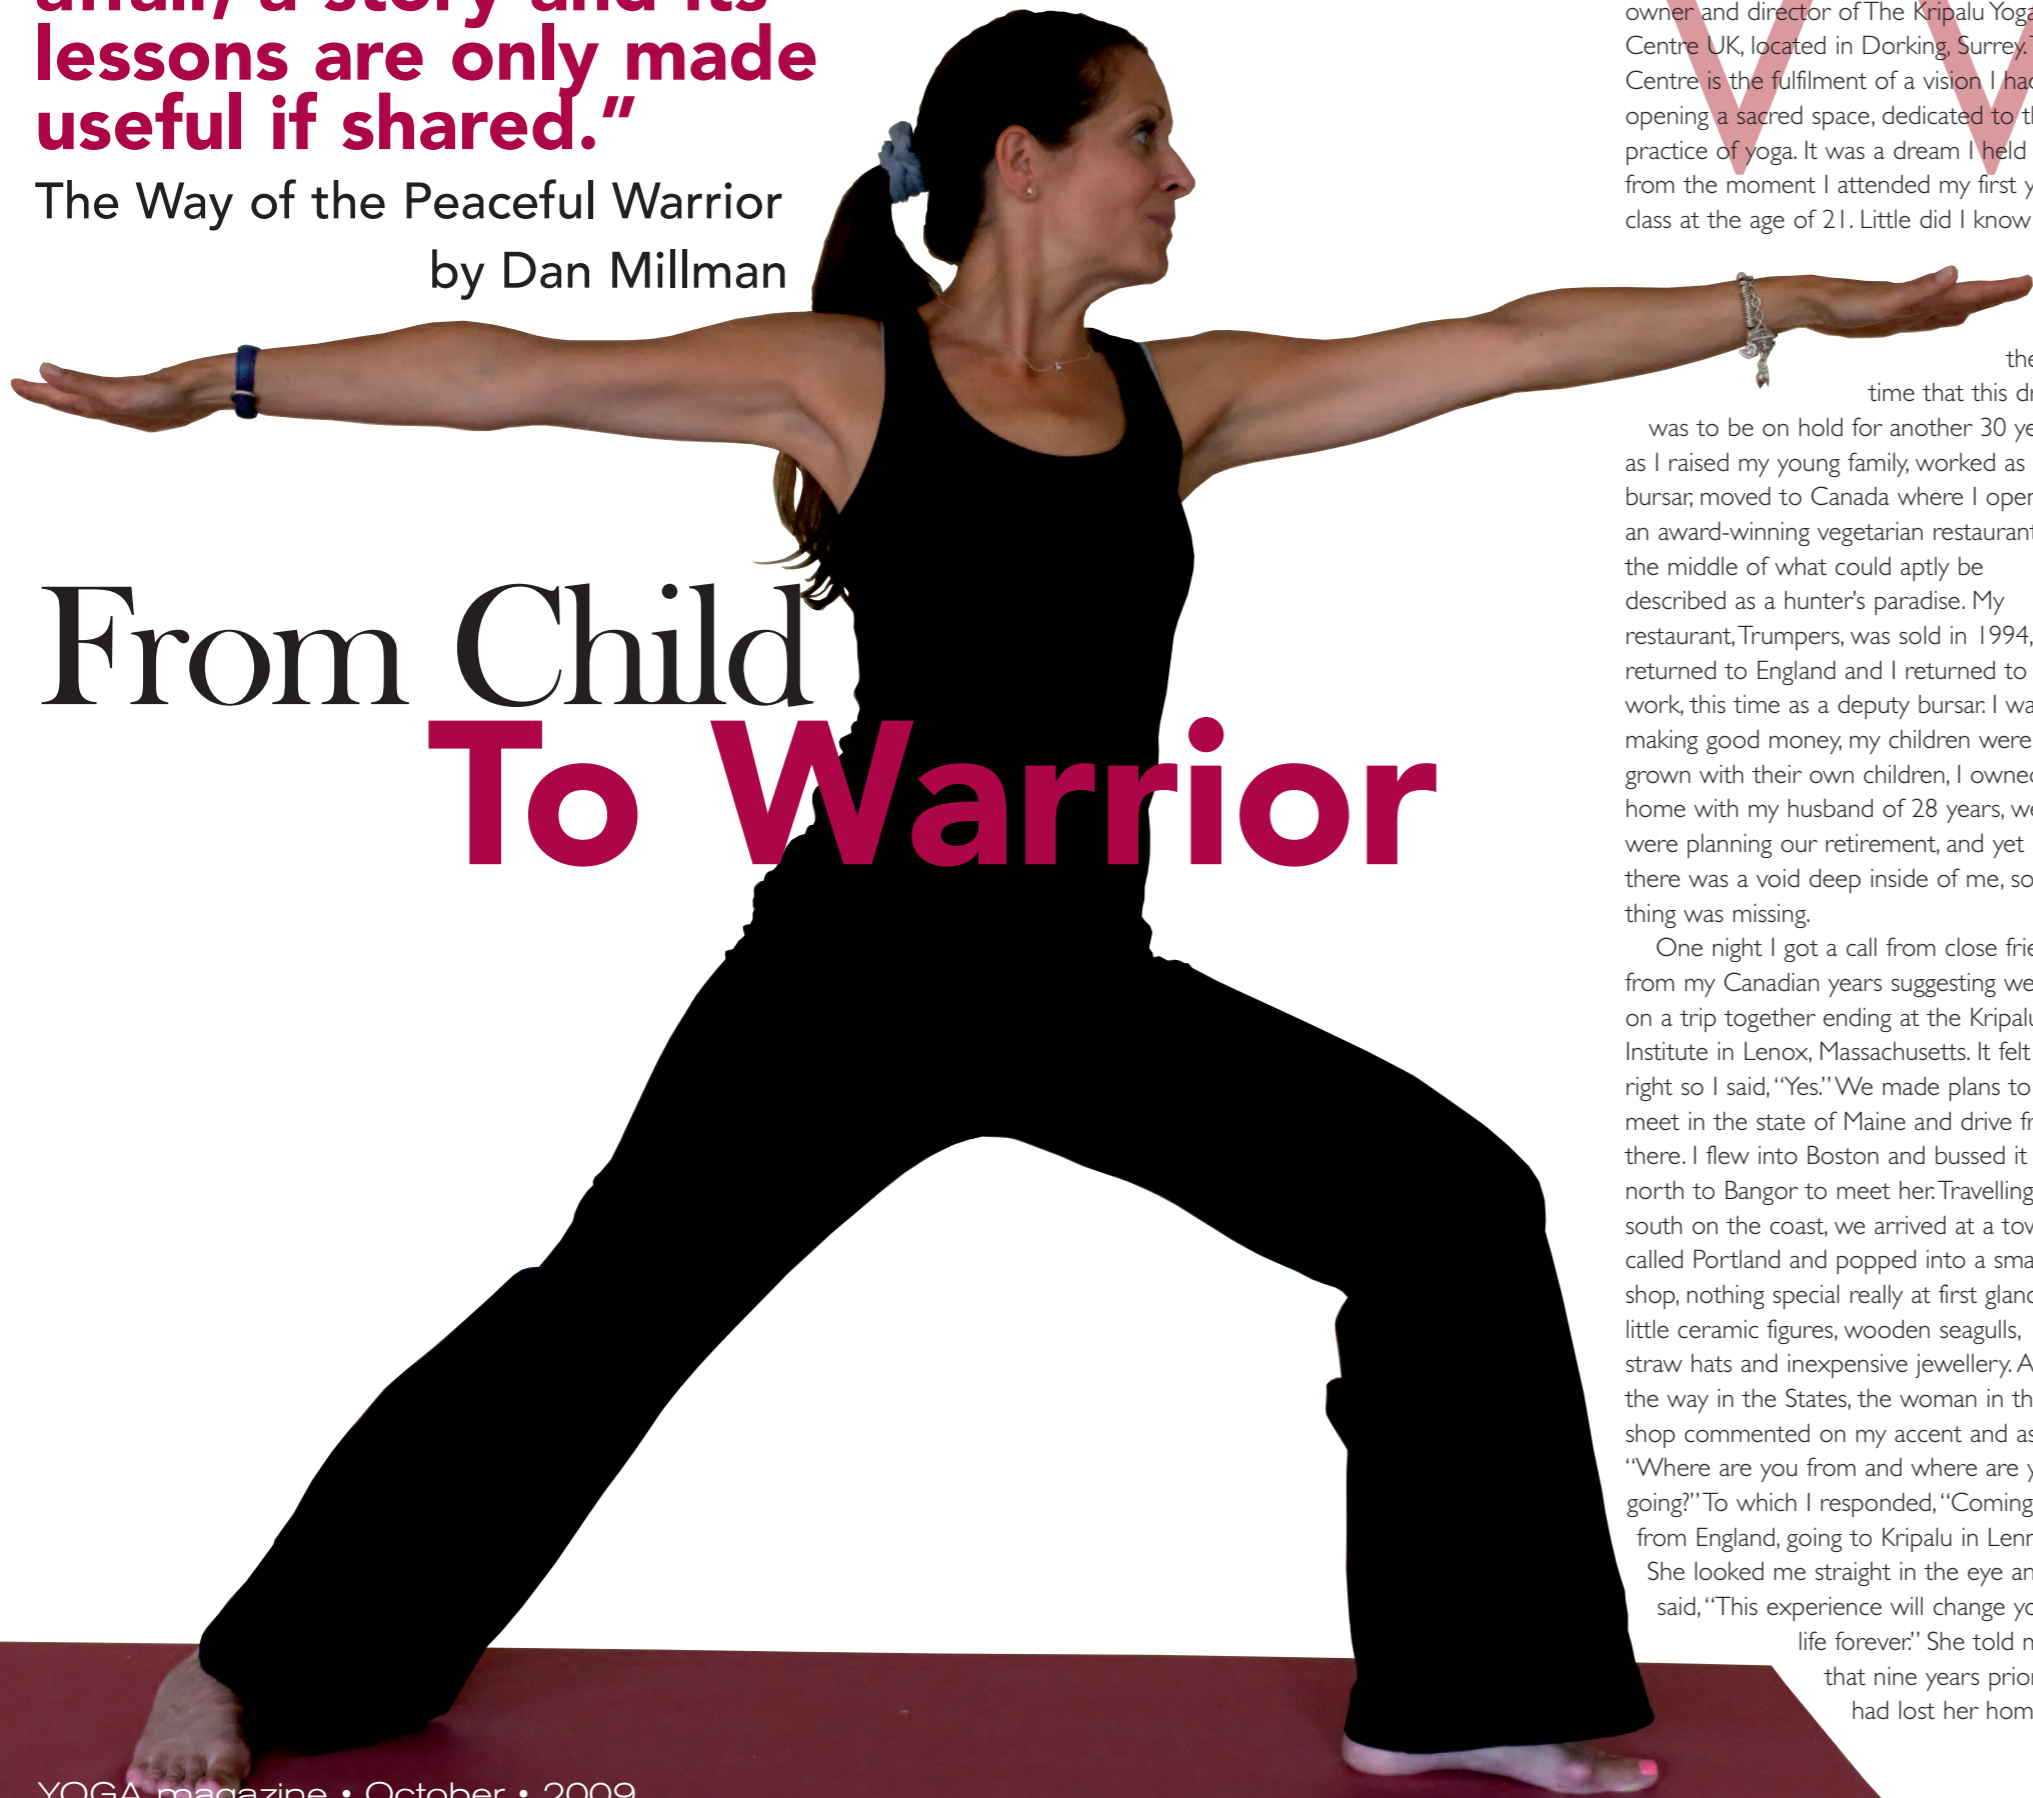 affair, a story and its
lessons are only made
useful if shared."
The Way of the Peaceful Warrior
by Dan Millman
From Child
To Warrior
W
owner and director of The Kripalu Yoga
Centre UK, located in Dorking, Surrey.
Centre is the fulfilment of a vision I
opening a sacred space, dedicated to
practice of yoga. It was a dream I held
from the moment I attended my first
class at the age of 21. Little did I know
time that this
was to be on hold for another 30
as I raised my young family, worked as
bursar, moved to Canada where I
an award-winning vegetarian restaurant
the middle of what could aptly be
described as a hunter's paradise. My
restaurant, Trumpers, was sold in 1994,
returned to England and I returned to
work, this time as a deputy bursar. I
making good money, my children were
grown with their own children, I
home with my husband of 28 years,
were planning our retirement, and yet
there was a void deep inside of me,
thing was missing.
One night I got a call from close
from my Canadian years suggesting we
on a trip together ending at the Kripalu
Institute in Lenox, Massachusetts. It felt
right so I said, "Yes." We made plans to
meet in the state of Maine and drive
there. I flew into Boston and bussed it
north to Bangor to meet her. Travelling
south on the coast, we arrived at a
called Portland and popped into a
shop, nothing special really at first
little ceramic figures, wooden seagulls,
straw hats and inexpensive jewellery.
the way in the States, the woman in
shop commented on my accent and
"Where are you from and where are
going?" To which I responded, "Coming
from England, going to Kripalu in
She looked me straight in the eye
said, "This experience will change
life forever." She told
that nine years prior
had lost her
YOGA magazine • October • 2009